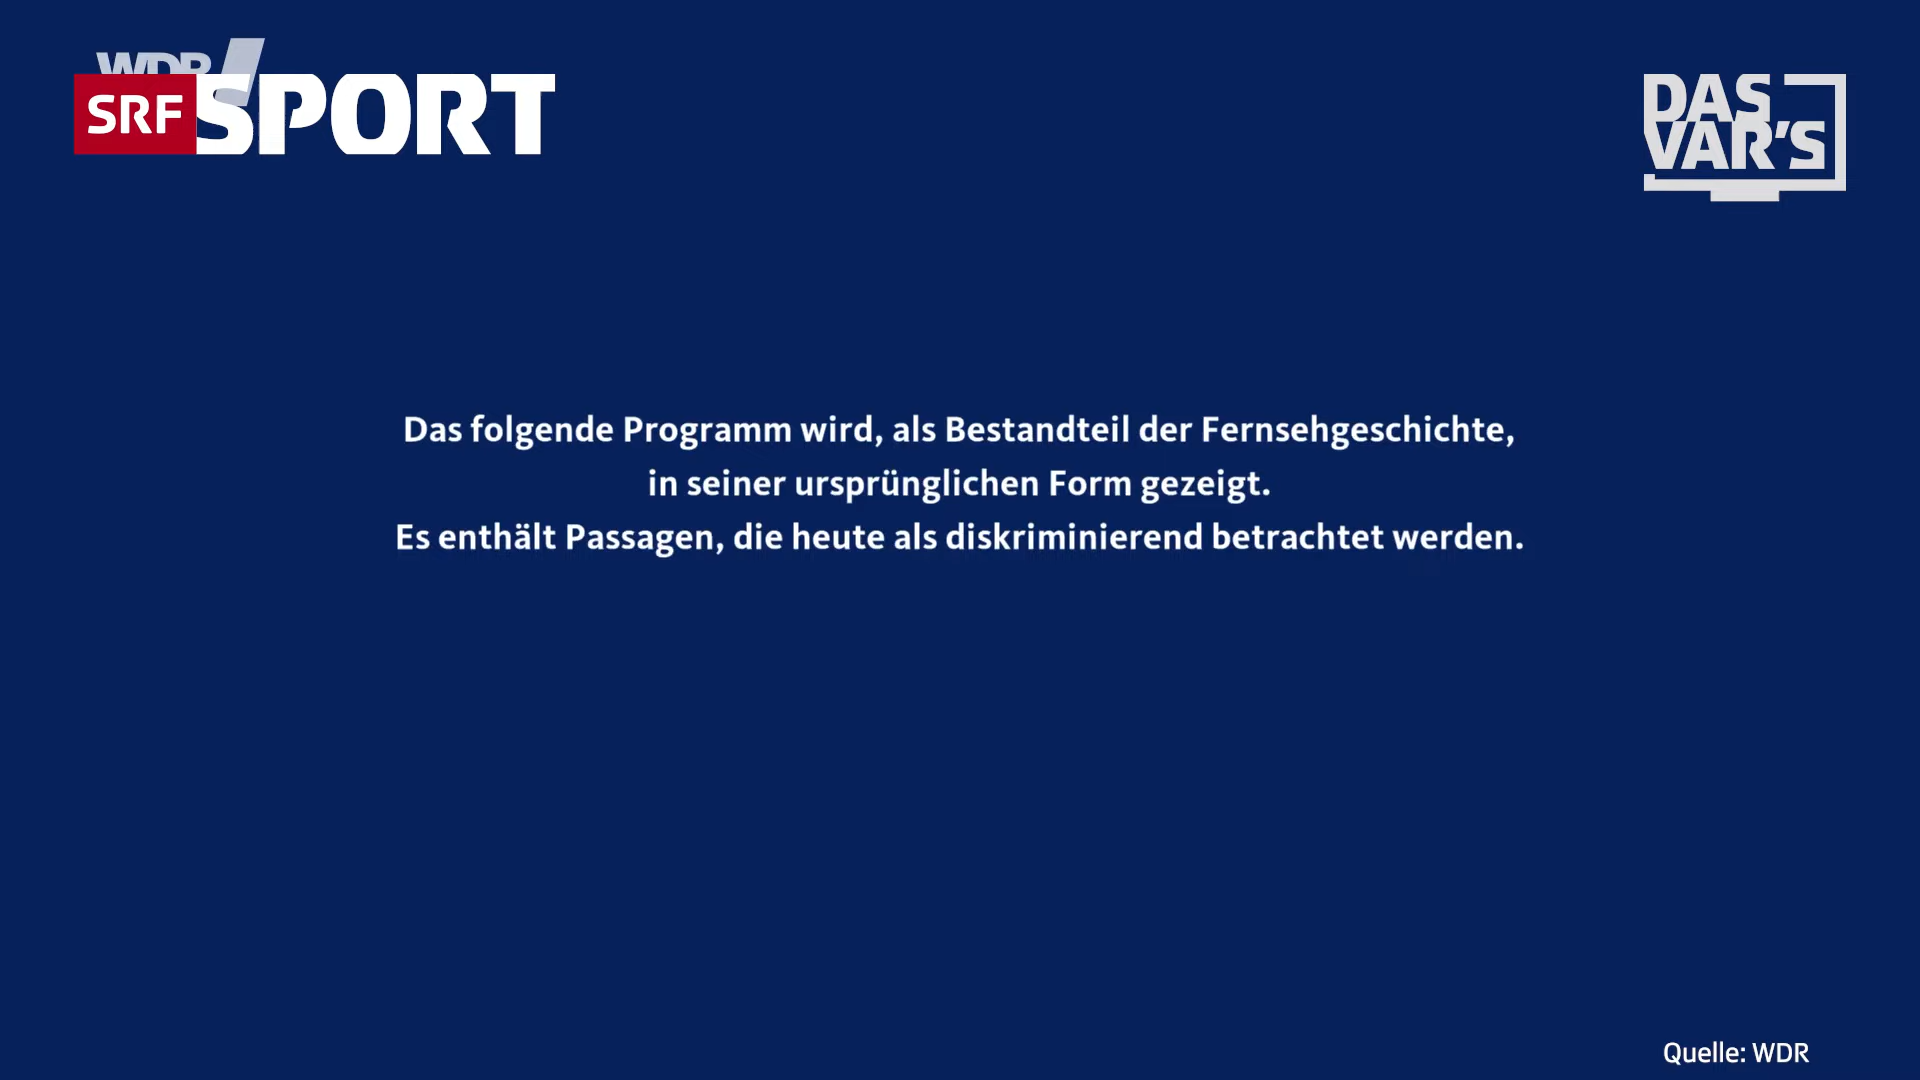 WDR
SRF SPORT
DAS
VAR'S
Das folgende Programm wird, als Bestandteil der Fernsehgeschichte,
in seiner ursprünglichen Form gezeigt.
Es enthält Passagen, die heute als diskriminierend betrachtet werden.
Quelle: WDR